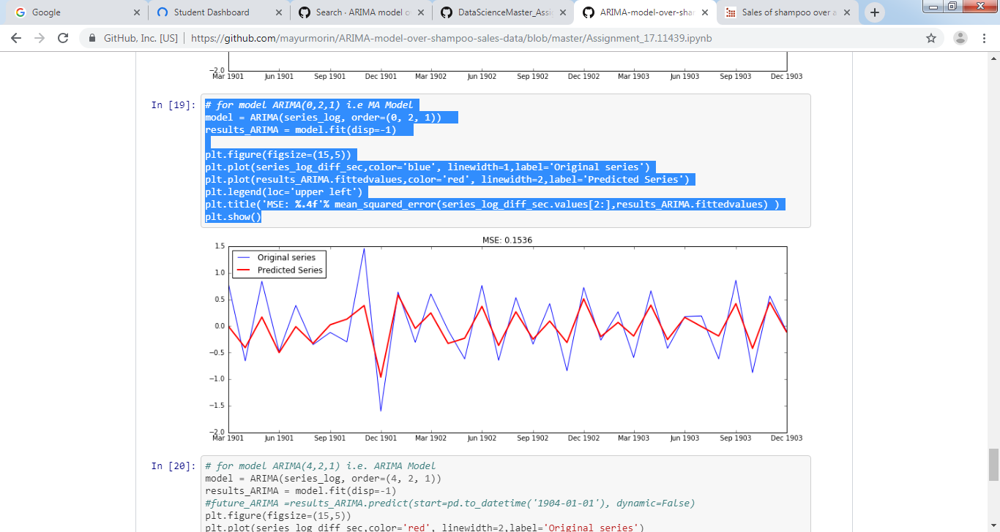 Google
Student Dashboard
Search · ARIMA model o
DataScienceMaster_Assi
ARIMA-model-over-sha
Sales of shampoo over a
GitHub, Inc. [US] | https://github.com/mayurmorin/ARIMA-model-over-shampoo-sales-data/blob/master/Assignment_17.11439.ipynb
−2.0
Mar 1901 Jun 1901 Sep 1901 Dec 1901 Mar 1902 Jun 1902 Sep 1902 Dec 1902 Mar 1903 Jun 1903 Sep 1903 Dec 1903
In [19]:
# for model ARIMA(0,2,1) i.e MA Model
model = ARIMA(series_log, order=(0, 2, 1))
results_ARIMA = model.fit(disp=-1)
plt.figure(figsize=(15,5))
plt.plot(series_log_diff_sec,color='blue', linewidth=1,label='Original series')
plt.plot(results_ARIMA.fittedvalues,color='red', linewidth=2,label='Predicted Series')
plt.legend(loc='upper left')
plt.title('MSE: %.4f'% mean_squared_error(series_log_diff_sec.values[2:],results_ARIMA.fittedvalues) )
plt.show()
MSE: 0.1536
Original series
Predicted Series
1.5
1.0
0.5
0.0
−0.5
−1.0
−1.5
−2.0
Mar 1901 Jun 1901 Sep 1901 Dec 1901 Mar 1902 Jun 1902 Sep 1902 Dec 1902 Mar 1903 Jun 1903 Sep 1903 Dec 1903
In [20]:
# for model ARIMA(4,2,1) i.e. ARIMA Model
model = ARIMA(series_log, order=(4, 2, 1))
results_ARIMA = model.fit(disp=-1)
#future_ARIMA =results_ARIMA.predict(start=pd.to_datetime('1904-01-01'), dynamic=False)
plt.figure(figsize=(15,5))
plt.plot(series_log_diff_sec,color='red', linewidth=2,label='Original series')